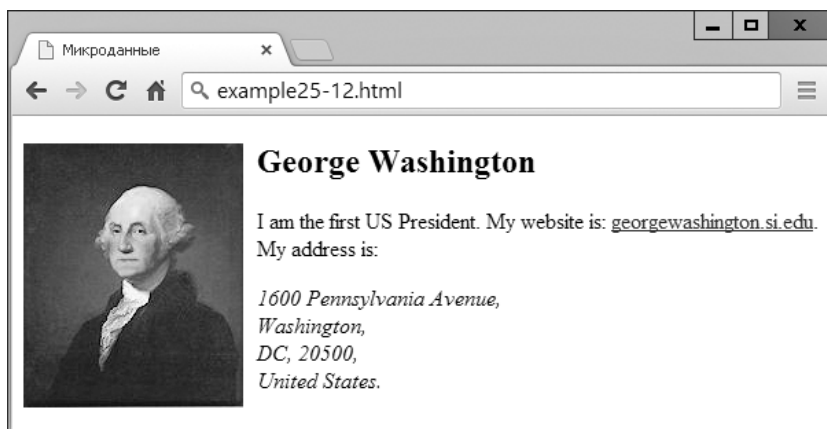 Микроданные
example25-12.html
George Washington
I am the first US President. My website is: georgewashington.si.edu.
My address is:
1600 Pennsylvania Avenue,
Washington,
DC, 20500,
United States.